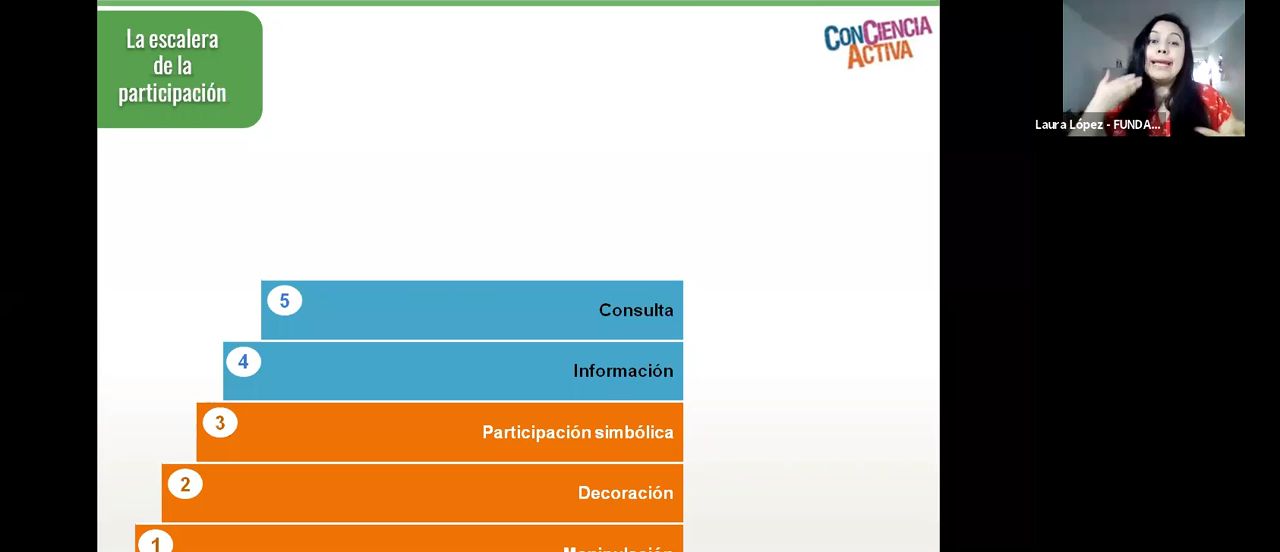 La escalera
de la
participación
CONCIENCIA
ACTIVA
Laura López - FUNDA...
5
Consulta
4
Información
3
Participación simbólica
2
Decoración
1
Manipulación